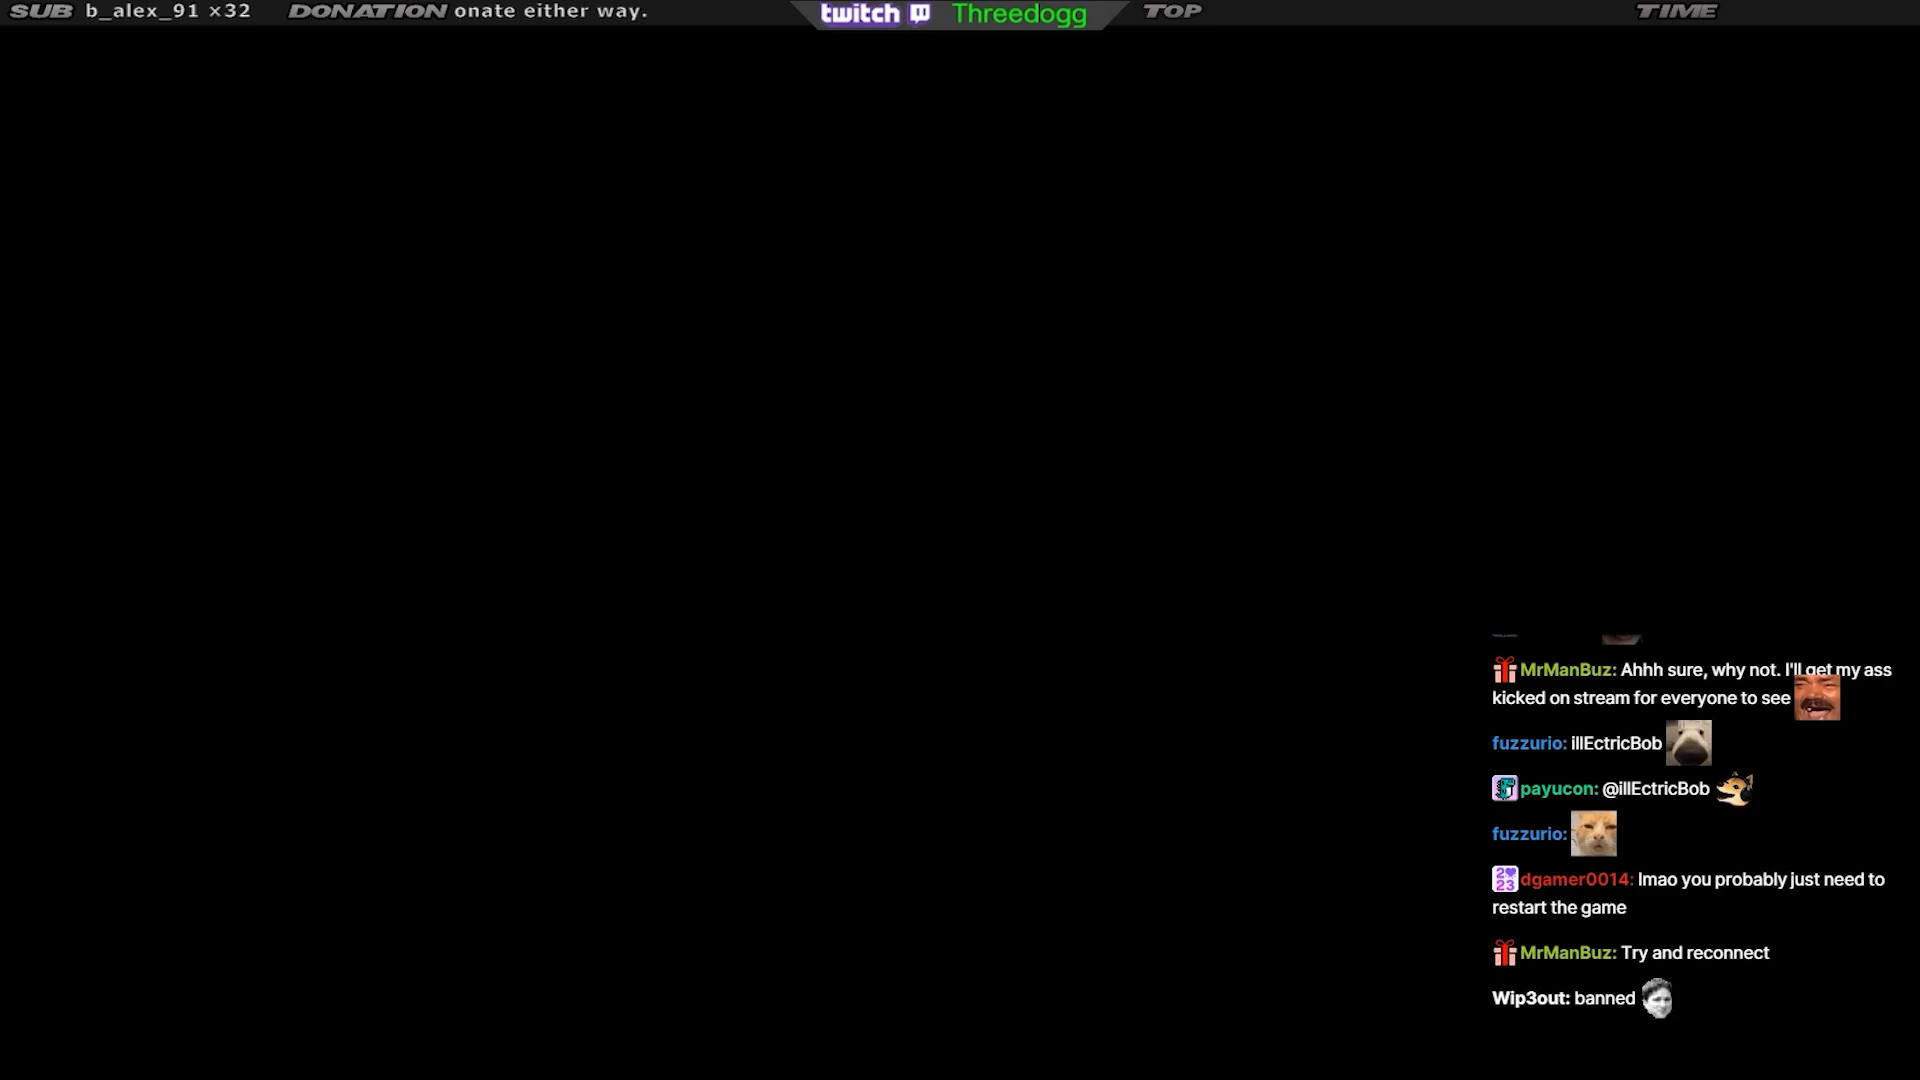 SUB b_alex_91 ×32 DONATION onate either way. twitch Threedogg TOP TIME
MrManBuz: Ahhh sure, why not. I'll get my ass
kicked on stream for everyone to see
fuzzurio: illEctricBob
payucon: @illEctricBob
fuzzurio:
2023 dgamer0014: lmao you probably just need to
restart the game
MrManBuz: Try and reconnect
Wip3out: banned